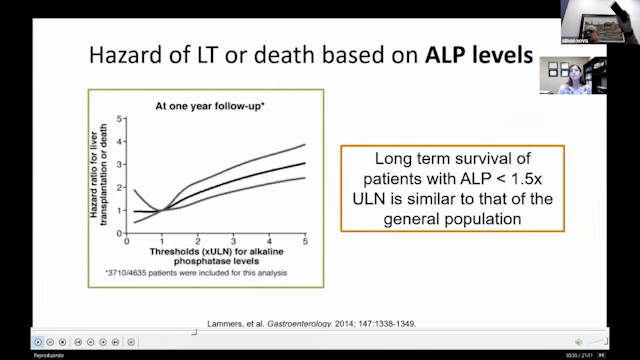 Hazard of LT or death based on ALP levels
At one year follow-up*
Hazard ratio for liver
transplantation or death
5
4
3
2
1
0
0
1
2
3
4
5
Thresholds (xULN) for alkaline
phosphatase levels
*3710/4635 patients were included for this analysis
Long term survival of
patients with ALP < 1.5x
ULN is similar to that of the
general population
Lammers, et al. Gastroenterology. 2014; 147:1338-1349.
Reproduzindo